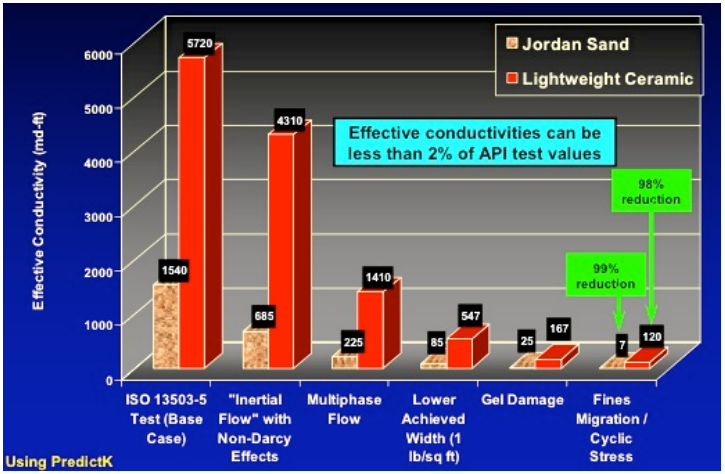 Jordan Sand
Lightweight Ceramic
Effective conductivities can be
less than 2% of API test values
98%
reduction
99%
reduction
Effective Conductivity (md-ft)
6000
5000
4000
3000
2000
1000
0
1540
5720
685
4310
225
1410
85
547
25
167
7
120
ISO 13503-5
Test (Base
Case)
"Inertial
Flow" with
Non-Darcy
Effects
Multiphase
Flow
Lower
Achieved
Width (1
lb/sq ft)
Gel Damage
Fines
Migration /
Cyclic
Stress
Using PredictK